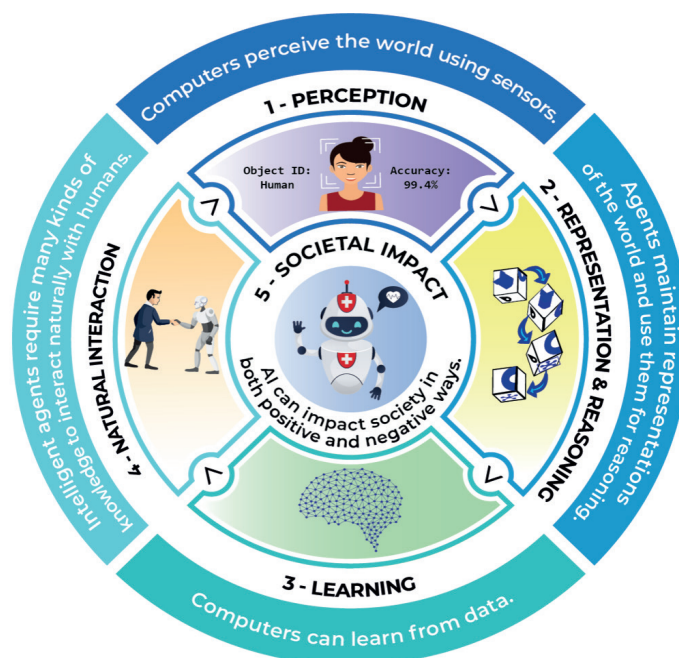 Computers perceive the world using sensors.
1 - PERCEPTION
Object ID:
Human
Accuracy:
99.4%
Agents maintain representations
of the world and use them for reasoning.
2 - REPRESENTATION & REASONING
3 - LEARNING
Computers can learn from data.
Intelligent agents require many kinds of
knowledge to interact naturally with humans.
4 - NATURAL INTERACTION
5 - SOCIETAL IMPACT
AI can impact society in
both positive and negative ways.